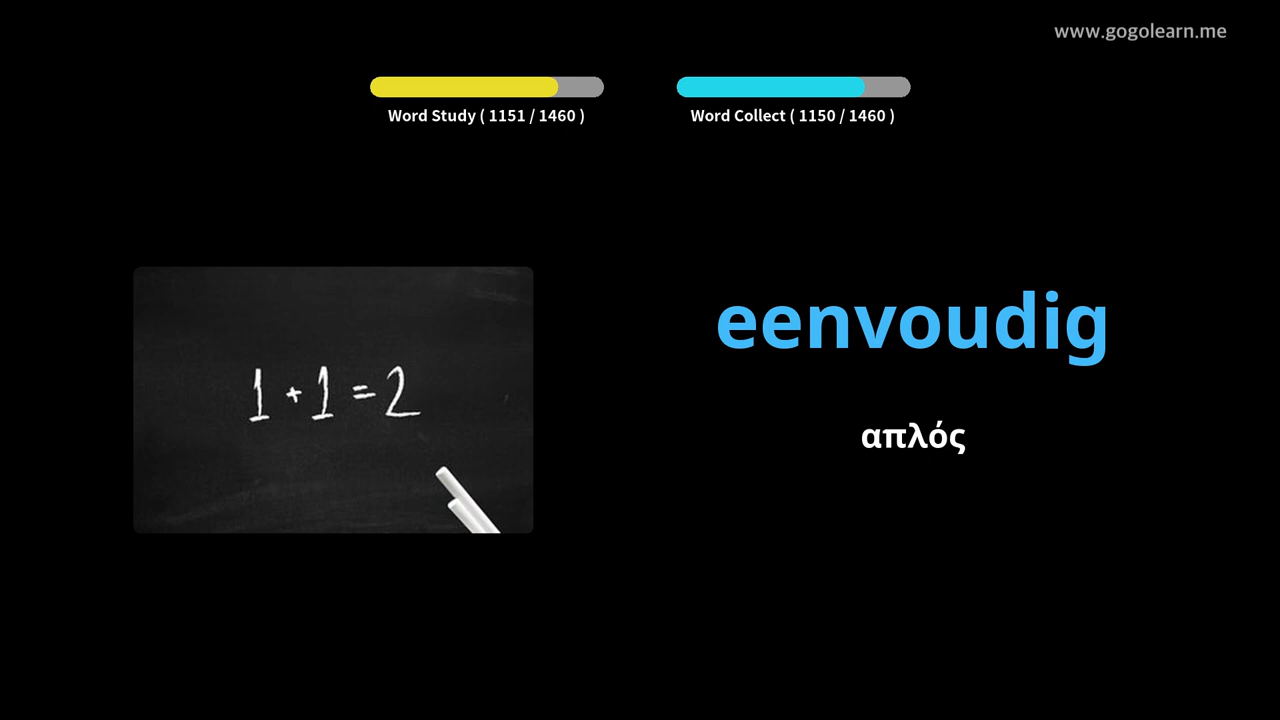 www.gogolearn.me
Word Study ( 1151 / 1460 )
Word Collect ( 1150 / 1460 )
1 + 1 = 2
eenvoudig
απλός